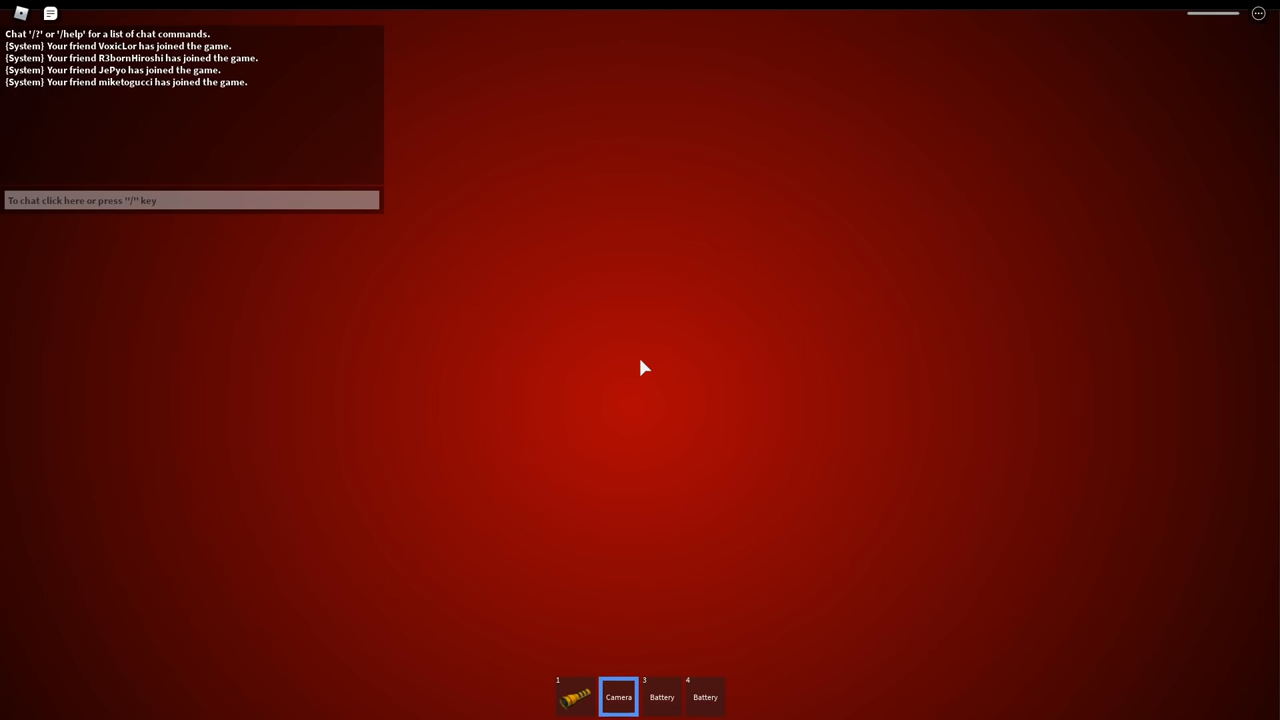 Chat '/?' or '/help' for a list of chat commands.
{System} Your friend VoxicLor has joined the game.
{System} Your friend R3bornHiroshi has joined the game.
{System} Your friend JePyo has joined the game.
{System} Your friend miketogucci has joined the game.
To chat click here or press "/" key
1
Camera
3
Battery
4
Battery